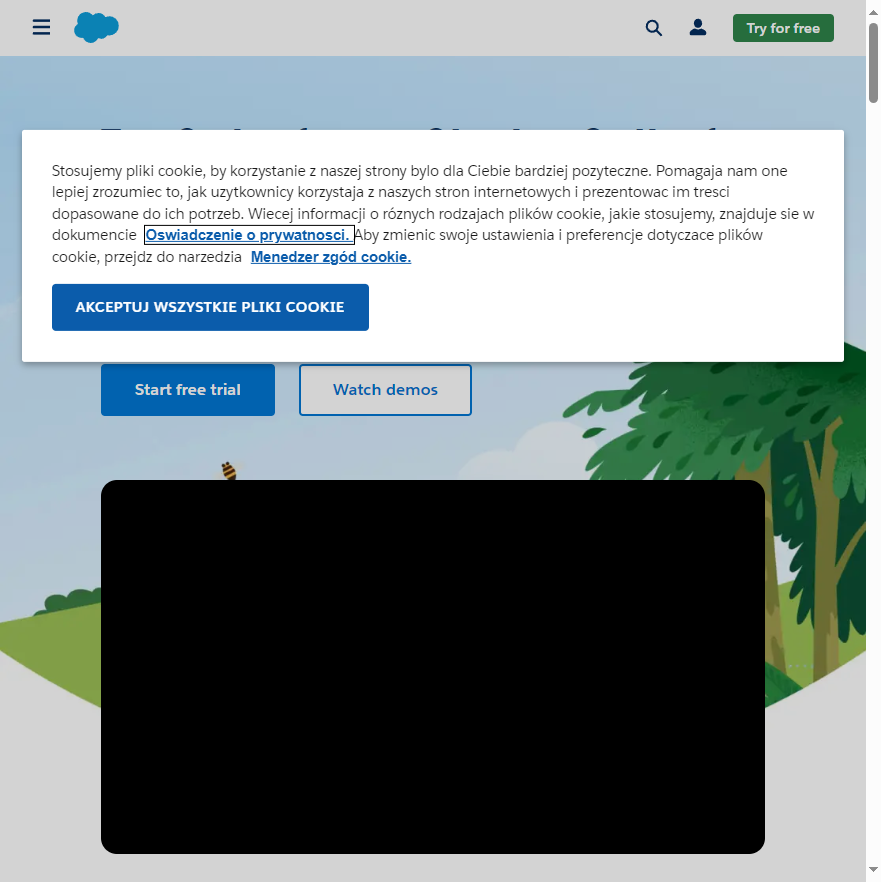 Try for free
Stosujemy pliki cookie, by korzystanie z naszej strony bylo dla Ciebie bardziej pozyteczne. Pomagaja nam one
lepiej zrozumiec to, jak uzytkownicy korzystaja z naszych stron internetowych i prezentowac im tresci
dopasowane do ich potrzeb. Wiecej informacji o róznych rodzajach plików cookie, jakie stosujemy, znajduje sie w
dokumencie Oswiadczenie o prywatnosci. Aby zmienic swoje ustawienia i preferencje dotyczace plików
cookie, przejdz do narzedzia Menedzer zgód cookie.
AKCEPTUJ WSZYSTKIE PLIKI COOKIE
Start free trial
Watch demos